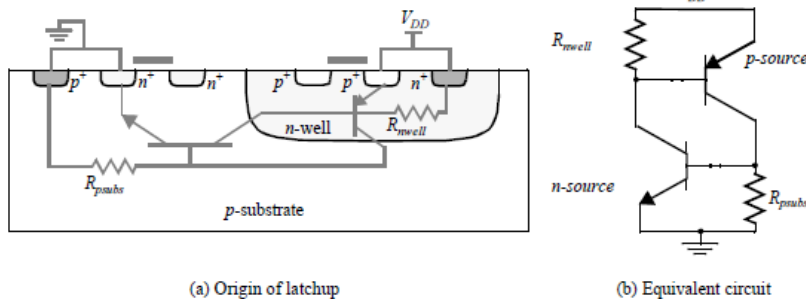 V_DD
p+ n+ n+ p+ p+ n+
n-well R_nwell
R_psubs
p-substrate
(a) Origin of latchup
R_nwell
p-source
n-source
R_psubs
(b) Equivalent circuit